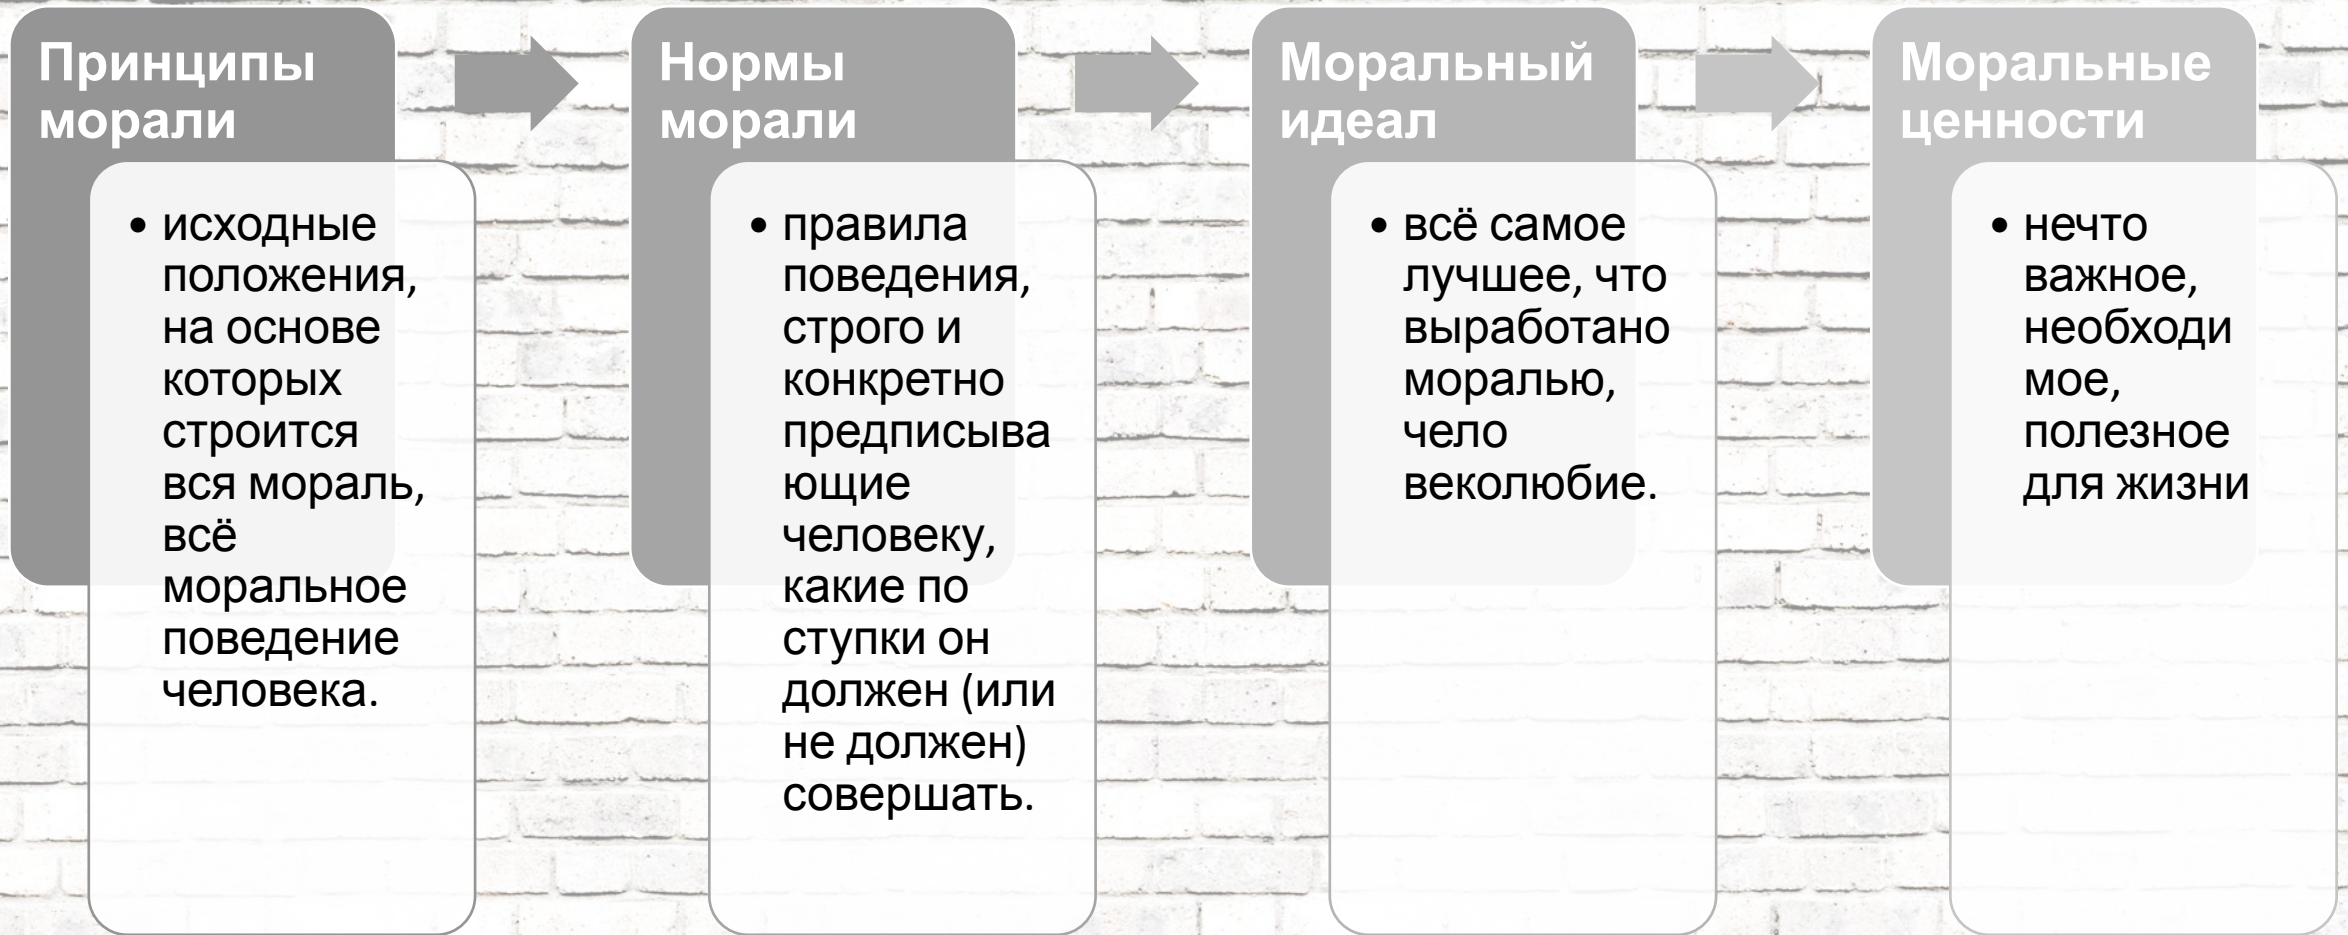 Принципы
морали
исходные
положения,
на основе
которых
строится
вся мораль,
всё
моральное
поведение
человека.
Нормы
морали
правила
поведения,
строго и
конкретно
предписыва
ющие
человеку,
какие по
ступки он
должен (или
не должен)
совершать.
Моральный
идеал
всё самое
лучшее, что
выработано
моралью,
чело
веколюбие.
Моральные
ценности
нечто
важное,
необходи
мое,
полезное
для жизни